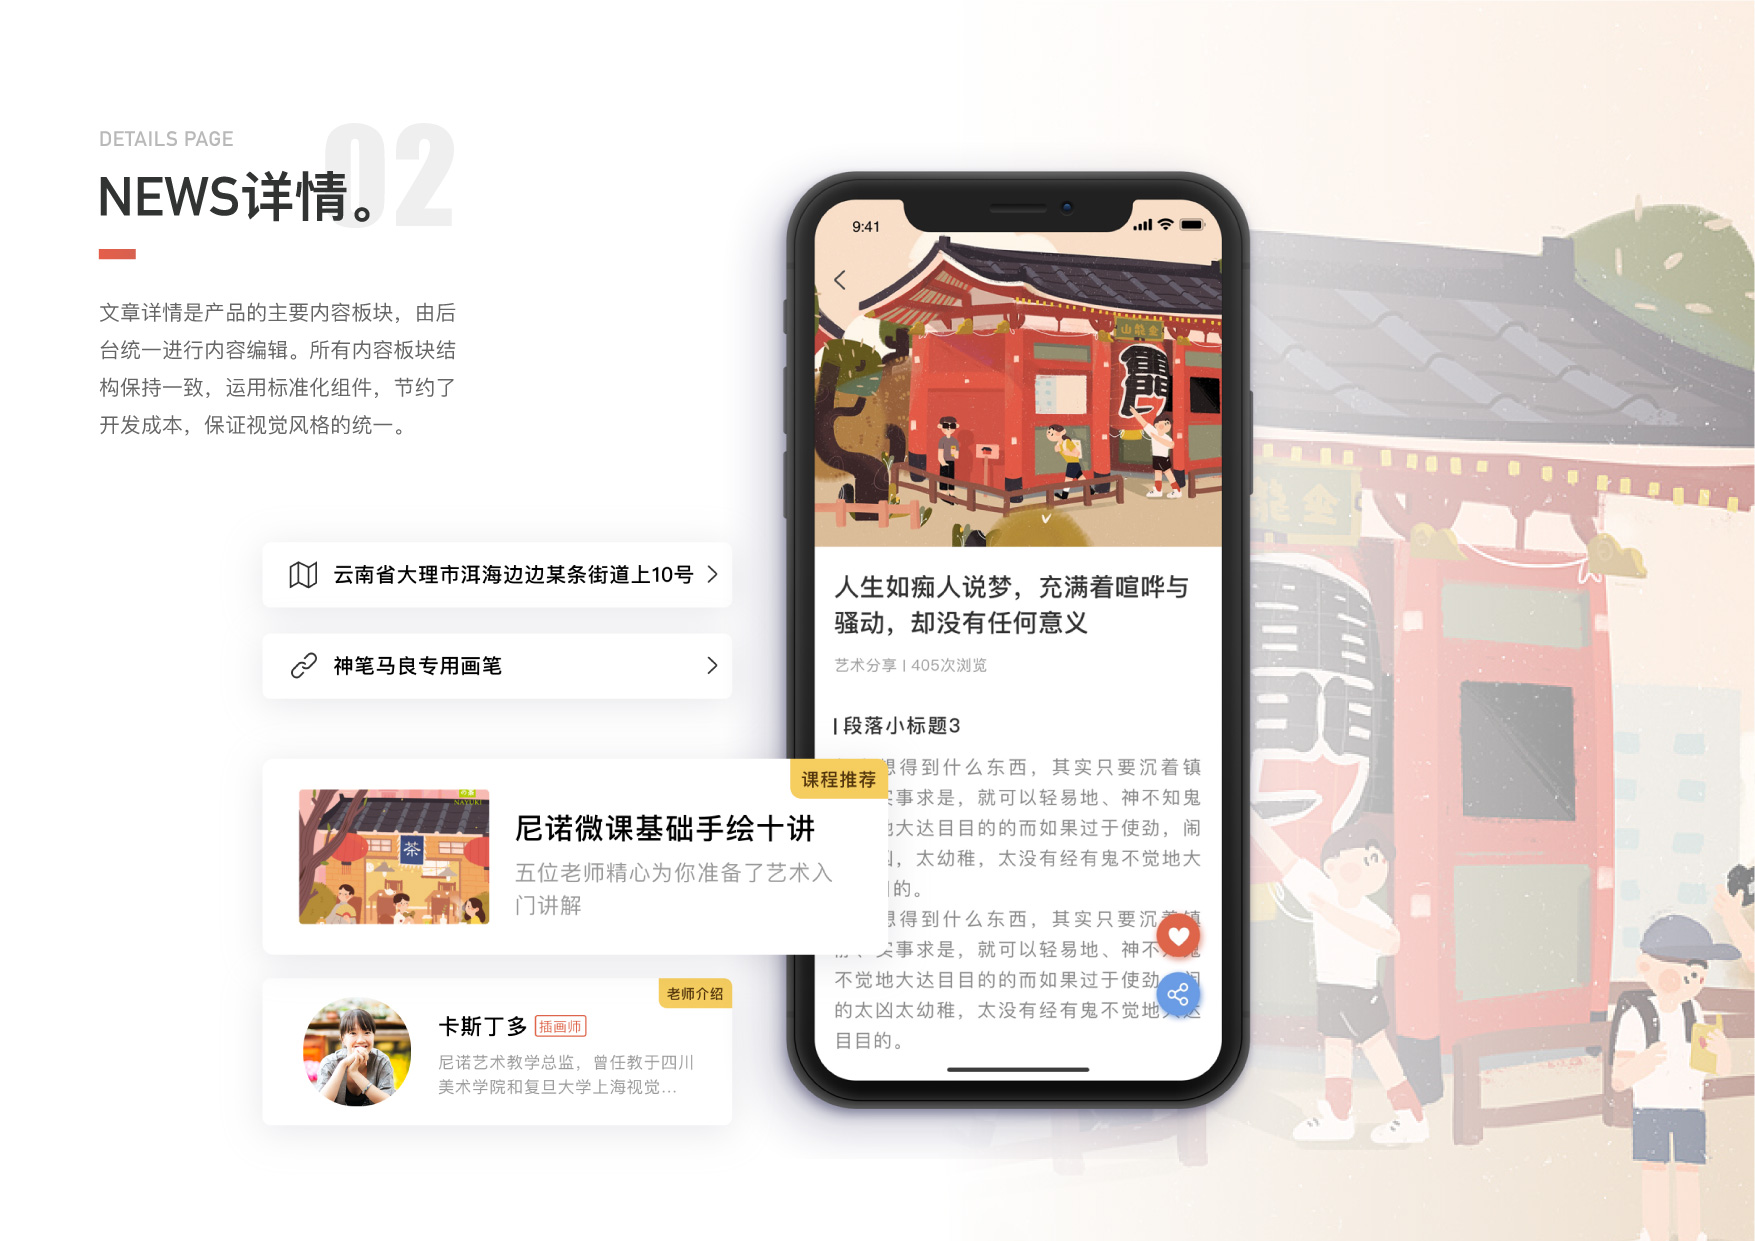 DETAILS PAGE
02
NEWS详情。
文章详情是产品的主要内容板块，由后
台统一进行内容编辑。所有内容板块结
构保持一致，运用标准化组件，节约了
开发成本，保证视觉风格的统一。
云南省大理市洱海边边某条街道上10号
神笔马良专用画笔
课程推荐
NAYUKI
茶
尼诺微课基础手绘十讲
五位老师精心为你准备了艺术入
门讲解
老师介绍
卡斯丁多 插画师
尼诺艺术教学总监，曾任教于四川
美术学院和复旦大学上海视觉...
9:41
山龍金
人生如痴人说梦，充满着喧哗与
骚动，却没有任何意义
艺术分享 | 405次浏览
段落小标题3
想得到什么东西，其实只要沉着镇
实事求是，就可以轻易地、神不知鬼
地大达目目的的而如果过于使劲，闹
凶，太幼稚，太没有经有鬼不觉地大
的。
想得到什么东西，其实只要沉着镇
实事求是，就可以轻易地、神不
不觉地大达目目的的而如果过于使劲
的太凶太幼稚，太没有经有鬼不觉地
目目的。